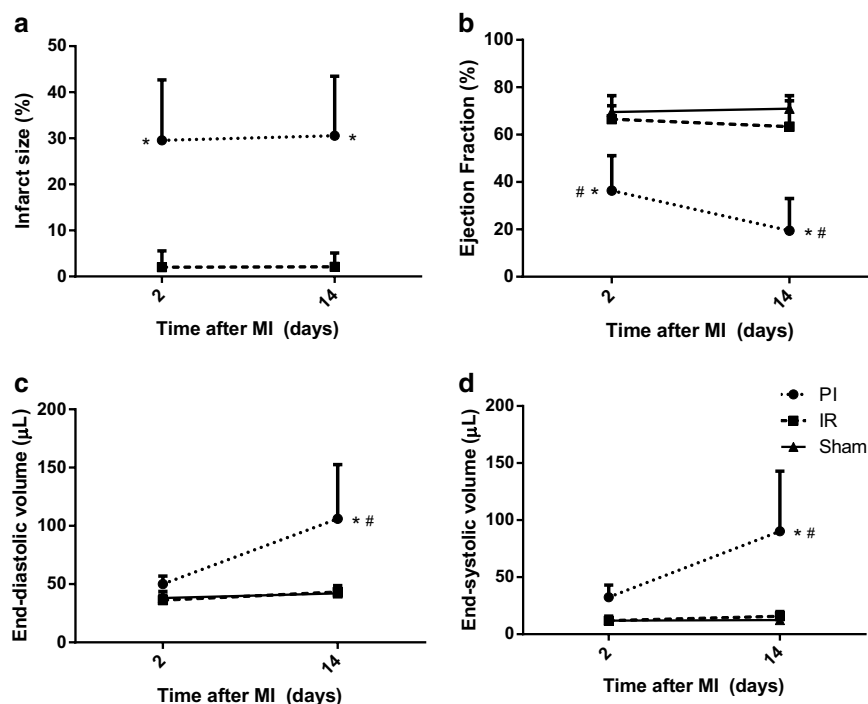 a
50
40
30
20
10
0
Infarct size (%)
*
*
2
14
Time after MI (days)
b
100
80
60
40
20
0
Ejection Fraction (%)
# *
* #
2
14
Time after MI (days)
c
200
150
100
50
0
End-diastolic volume (µL)
* #
2
14
Time after MI (days)
d
200
150
100
50
0
End-systolic volume (µL)
PI
IR
Sham
* #
2
14
Time after MI (days)